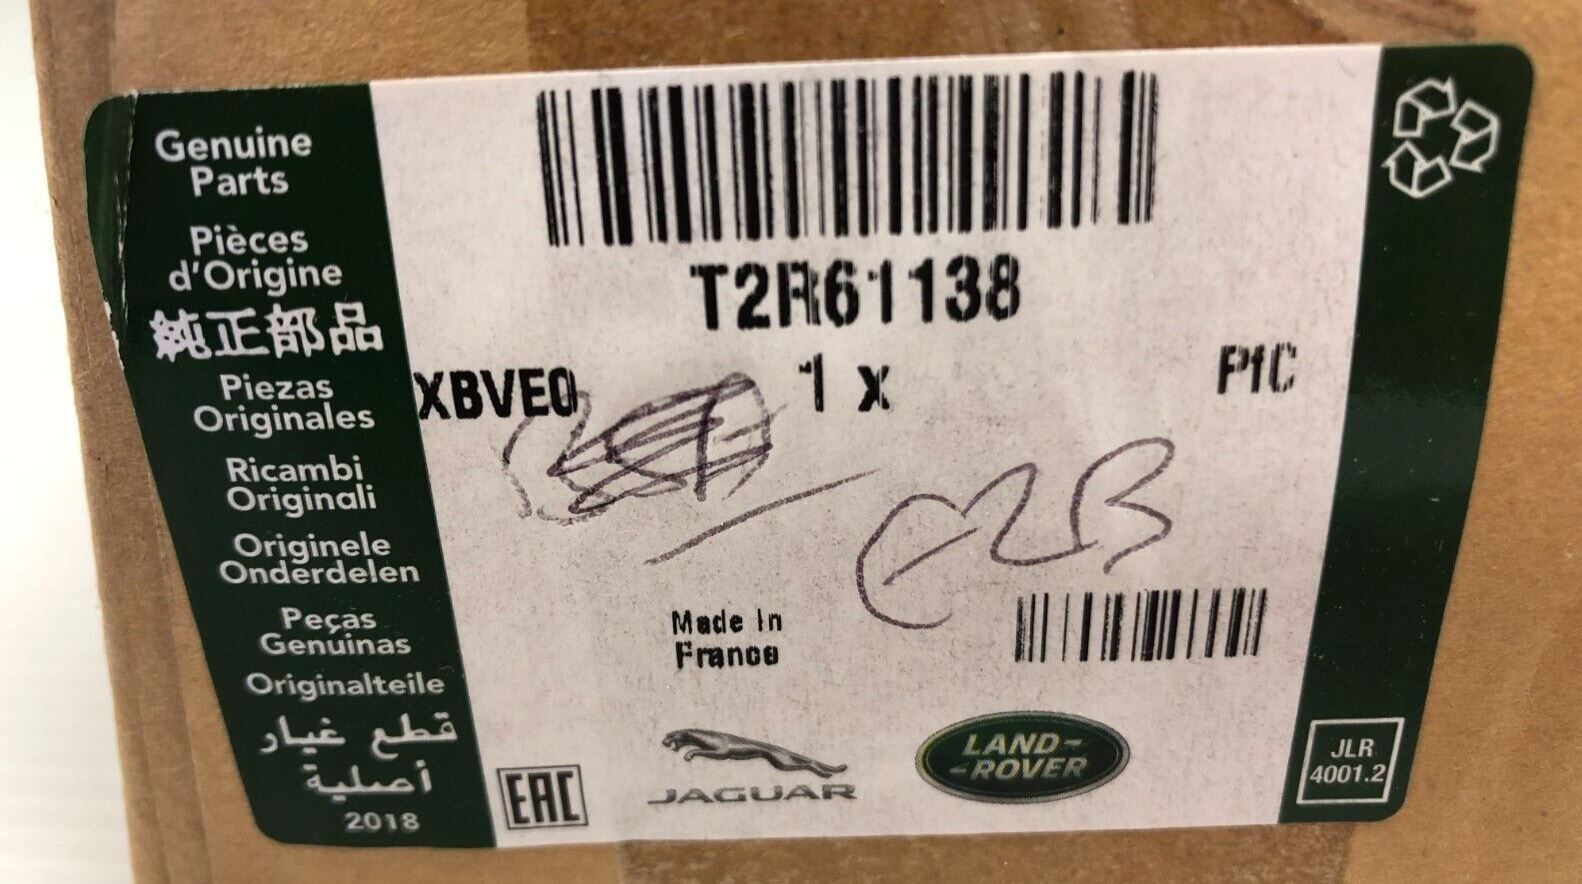 Genuine
Parts
Pièces
d'Origine
純正部品
Piezas
Originales
Ricambi
Originali
Originele
Onderdelen
Peças
Genuinas
Originalteile
قطع غيار
أصلية
2018
T2R61138
XBVE0 1 x P1C
C2B
Made In
France
EAC
JAGUAR
LAND-
-ROVER
JLR
4001.2